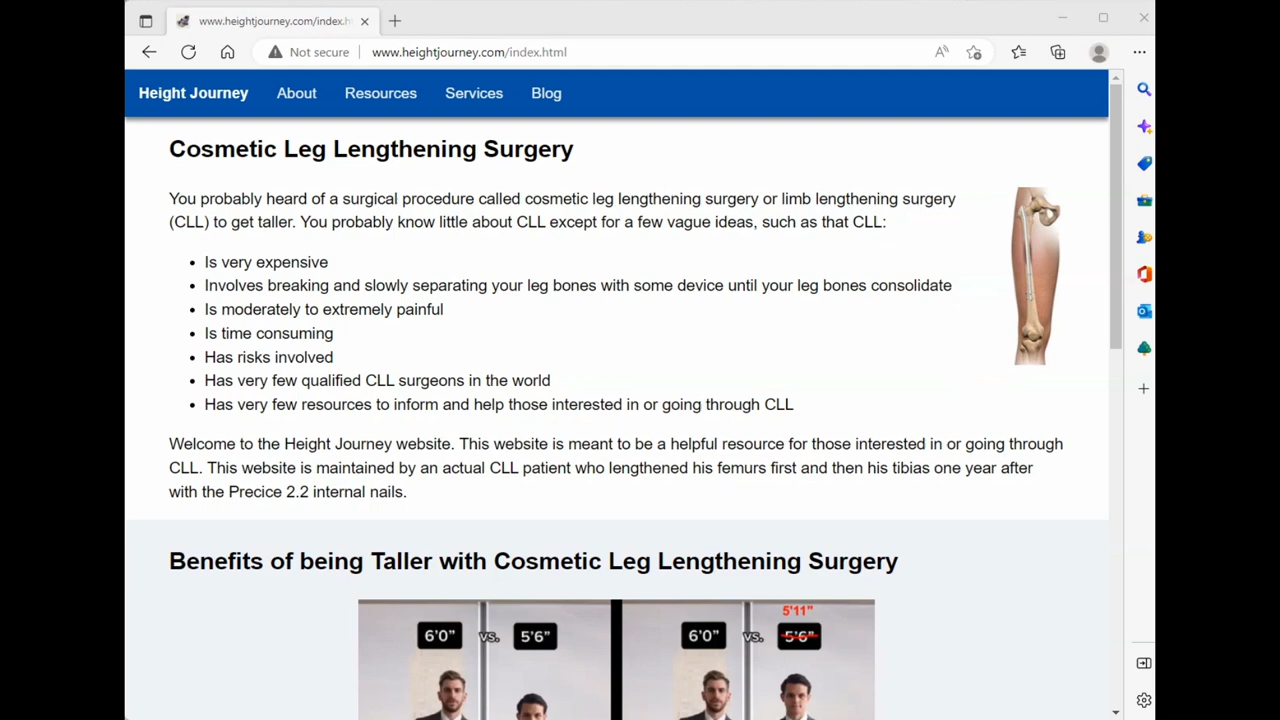 www.heightjourney.com/index.h
Not secure www.heightjourney.com/index.html
Height Journey About Resources Services Blog
Cosmetic Leg Lengthening Surgery
You probably heard of a surgical procedure called cosmetic leg lengthening surgery or limb lengthening surgery
(CLL) to get taller. You probably know little about CLL except for a few vague ideas, such as that CLL:
• Is very expensive
• Involves breaking and slowly separating your leg bones with some device until your leg bones consolidate
• Is moderately to extremely painful
• Is time consuming
• Has risks involved
• Has very few qualified CLL surgeons in the world
• Has very few resources to inform and help those interested in or going through CLL
Welcome to the Height Journey website. This website is meant to be a helpful resource for those interested in or going through
CLL. This website is maintained by an actual CLL patient who lengthened his femurs first and then his tibias one year after
with the Precice 2.2 internal nails.
Benefits of being Taller with Cosmetic Leg Lengthening Surgery
5'11"
6'0" vs. 5'6" 6'0" vs. 5'6"